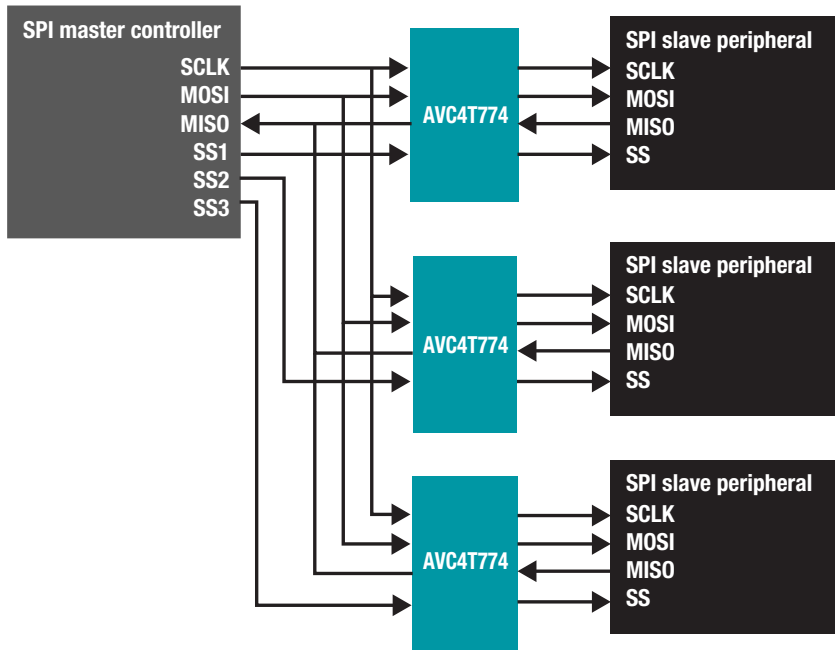 SPI master controller
SCLK
MOSI
MISO
SS1
SS2
SS3
AVC4T774
SPI slave peripheral
SCLK
MOSI
MISO
SS
AVC4T774
SPI slave peripheral
SCLK
MOSI
MISO
SS
AVC4T774
SPI slave peripheral
SCLK
MOSI
MISO
SS